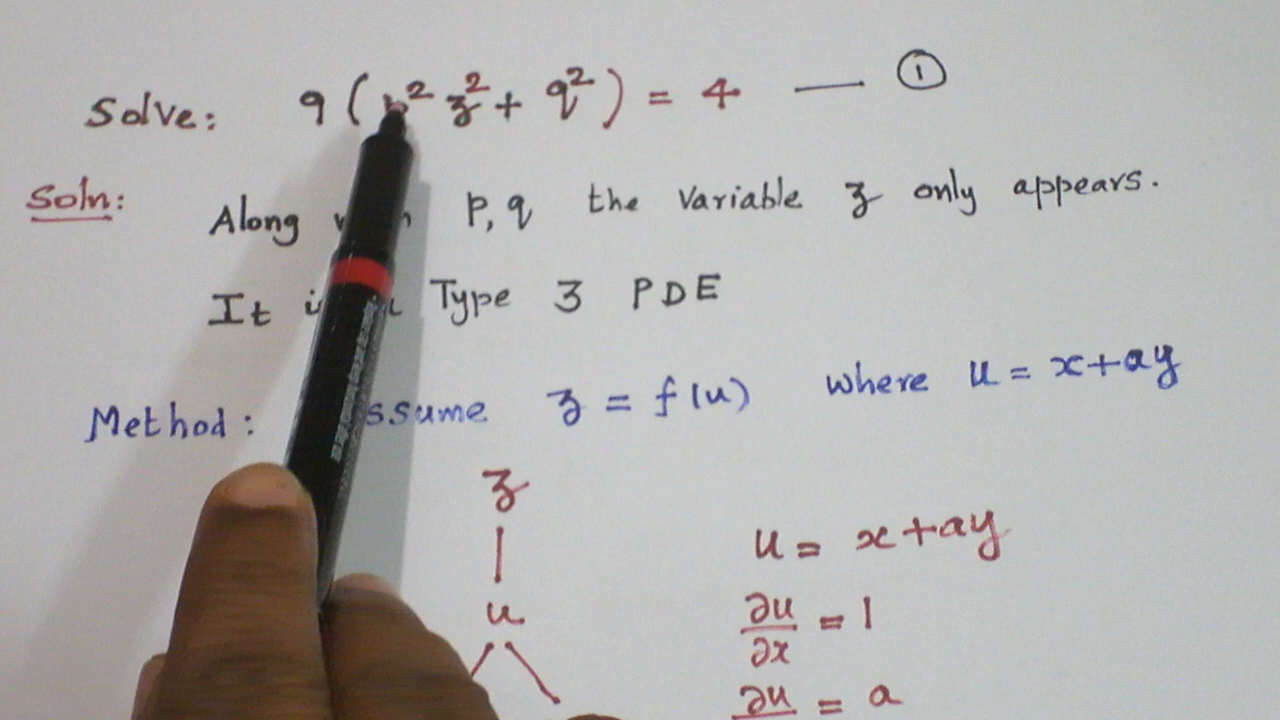 Solve: 9 (p² z² + q²) = 4 — ①
Soln: Along p, q the variable z only appears.
It Type 3 PDE
Method: z = f(u) where u = x+ay
z
u
u = x+ay
∂u/∂x = 1
∂u = a